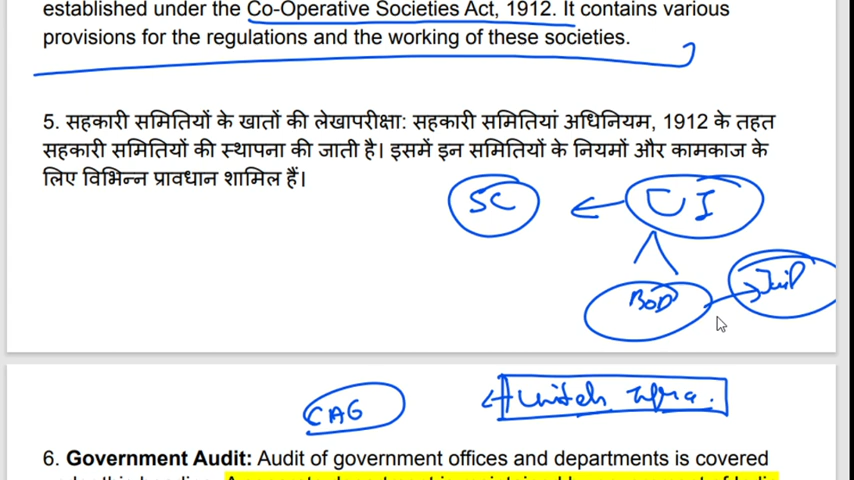 established under the Co-Operative Societies Act, 1912. It contains various
provisions for the regulations and the working of these societies.
5. सहकारी समितियों के खातों की लेखापरीक्षा: सहकारी समितियां अधिनियम, 1912 के तहत
सहकारी समितियों की स्थापना की जाती है। इसमें इन समितियों के नियमों और कामकाज के
लिए विभिन्न प्रावधान शामिल हैं।
SC
UI
BOD
CAG
6. Government Audit: Audit of government offices and departments is covered